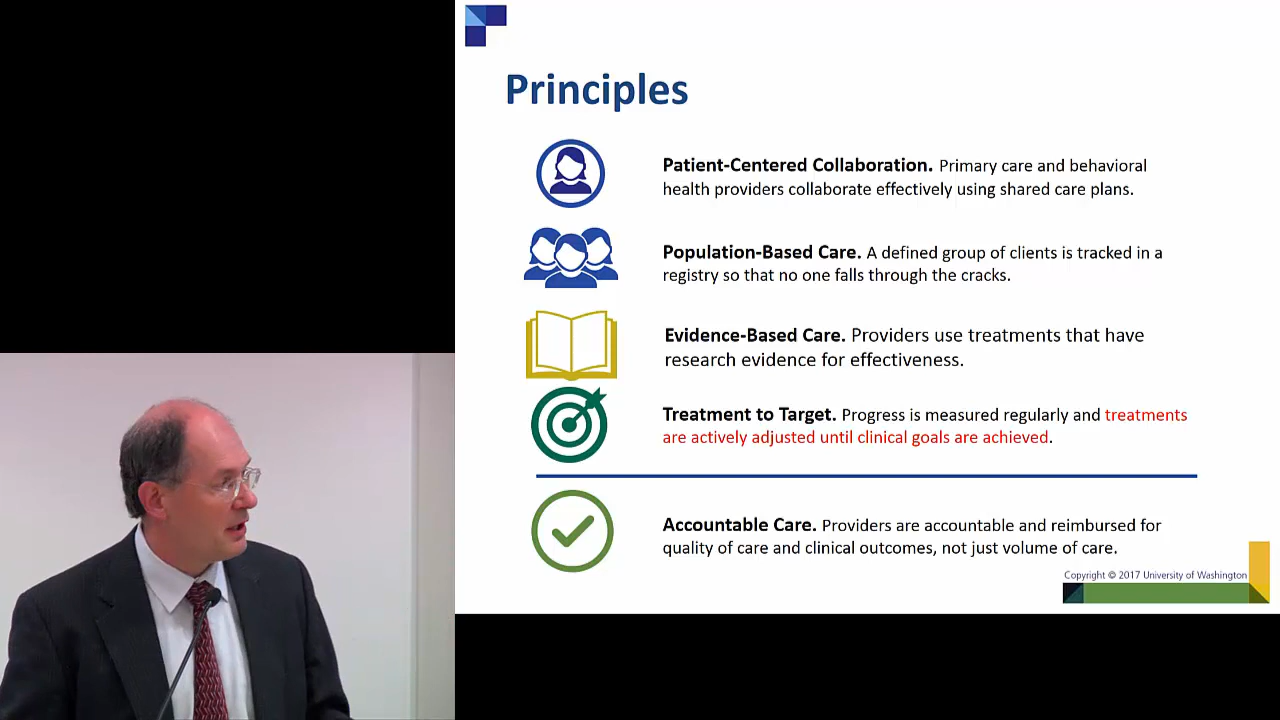 Principles
Patient-Centered Collaboration. Primary care and behavioral
health providers collaborate effectively using shared care plans.
Population-Based Care. A defined group of clients is tracked in a
registry so that no one falls through the cracks.
Evidence-Based Care. Providers use treatments that have
research evidence for effectiveness.
Treatment to Target. Progress is measured regularly and treatments
are actively adjusted until clinical goals are achieved.
Accountable Care. Providers are accountable and reimbursed for
quality of care and clinical outcomes, not just volume of care.
Copyright © 2017 University of Washington